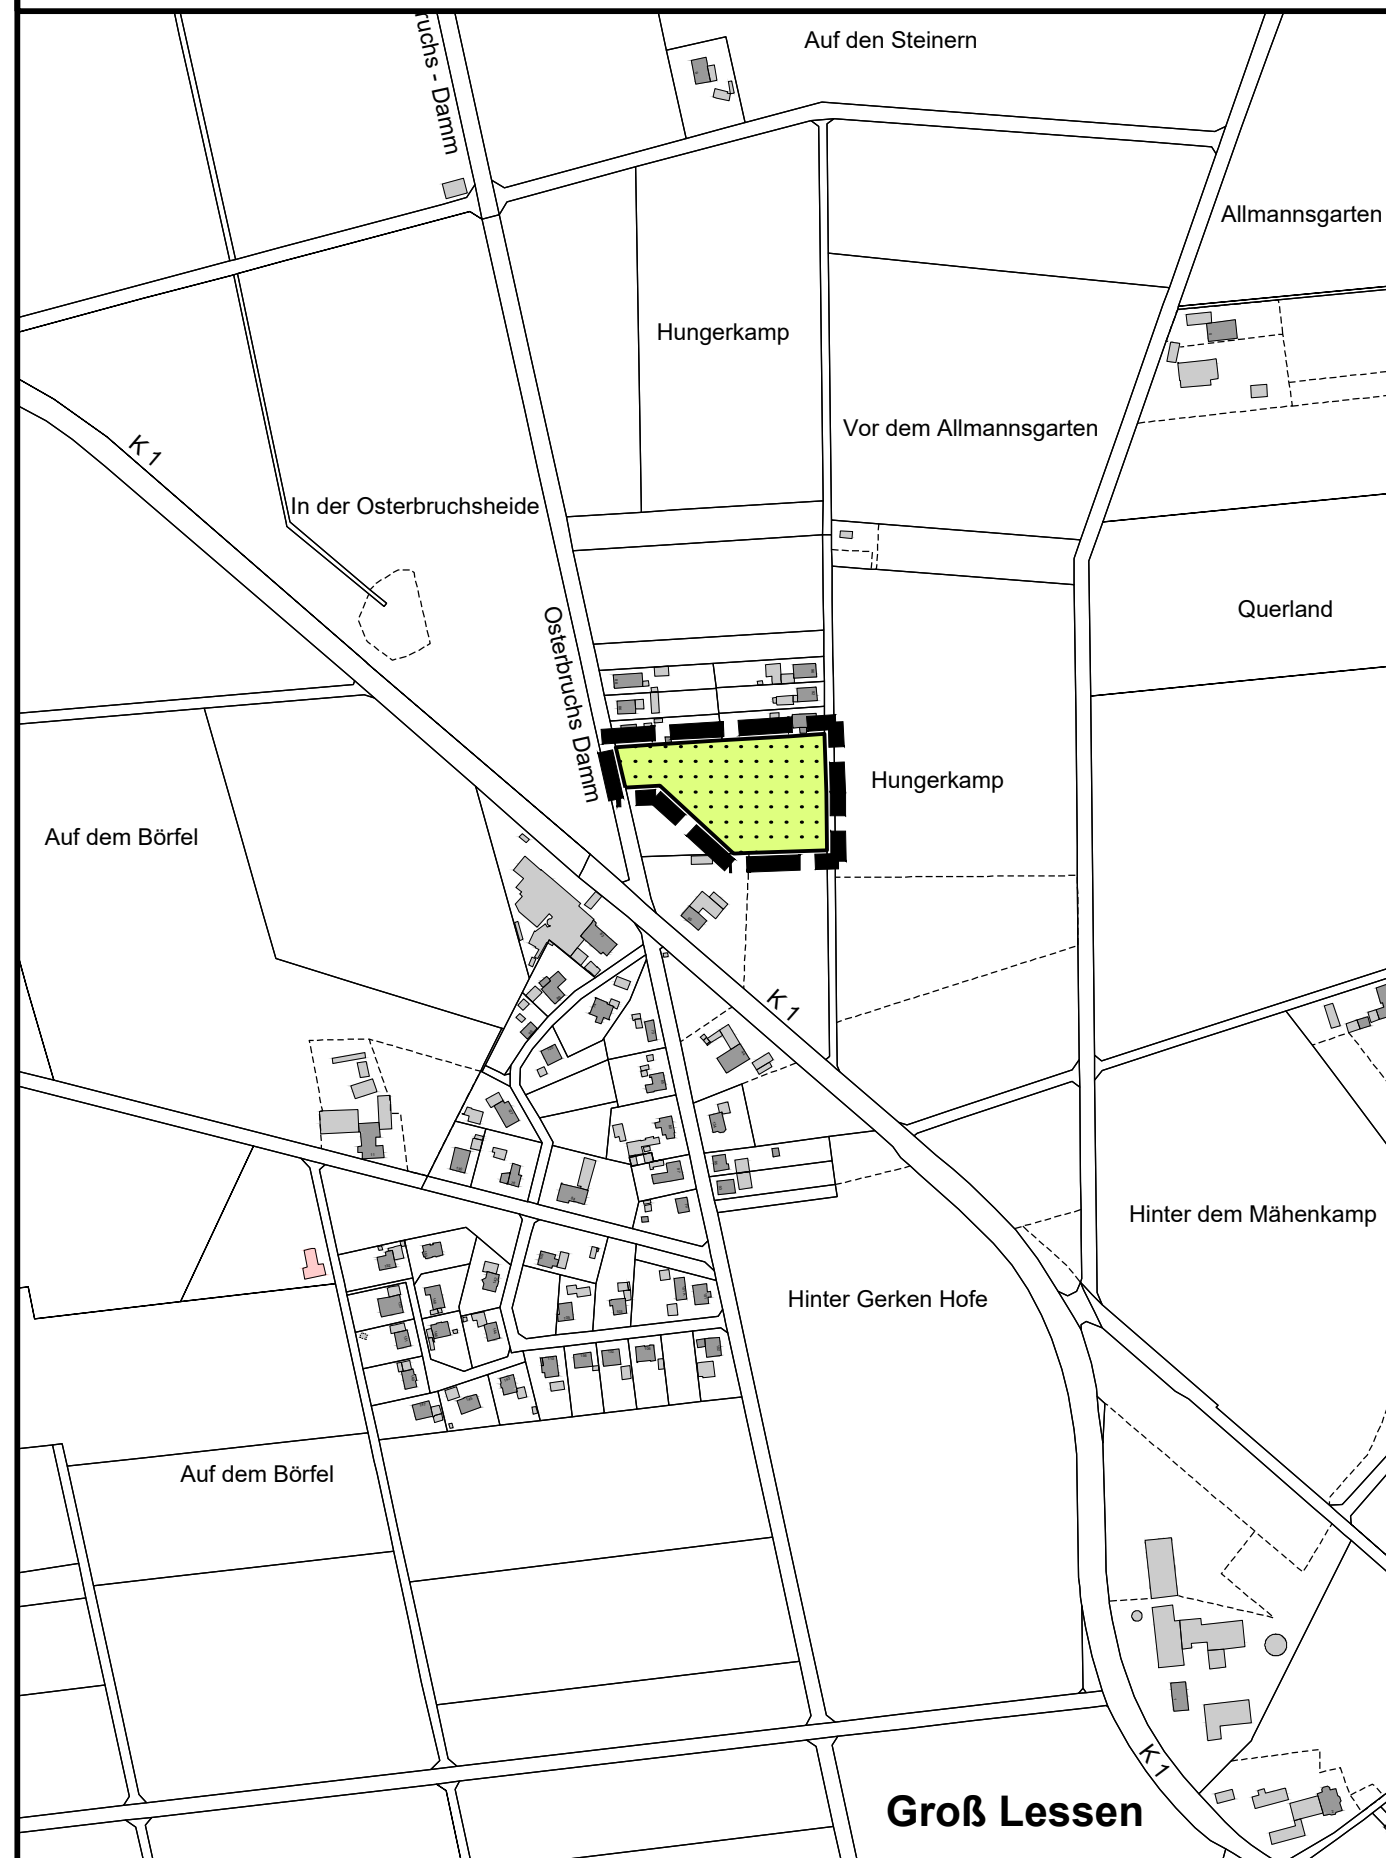 Auf den Steinern
ruchs - Damm
Allmannsgarten
Hungerkamp
Vor dem Allmannsgarten
K 1
In der Osterbruchsheide
Querland
Osterbruchs Damm
Hungerkamp
Auf dem Börfel
K 1
Hinter dem Mähenkamp
Hinter Gerken Hofe
Auf dem Börfel
K 1
Groß Lessen